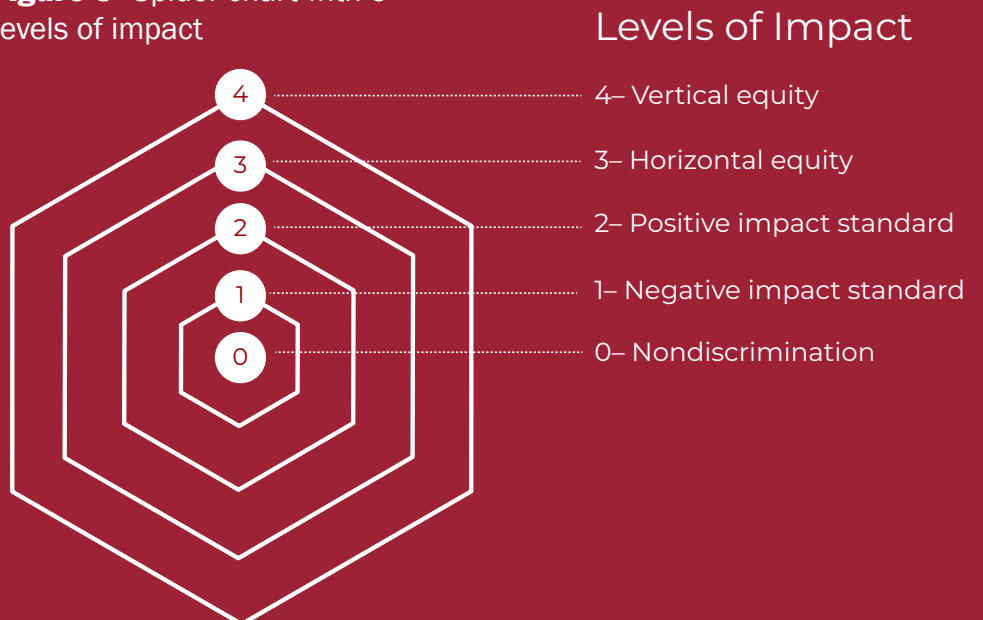 levels of impact
Levels of Impact
4
4– Vertical equity
3
3– Horizontal equity
2
2– Positive impact standard
1
1– Negative impact standard
0
0– Nondiscrimination